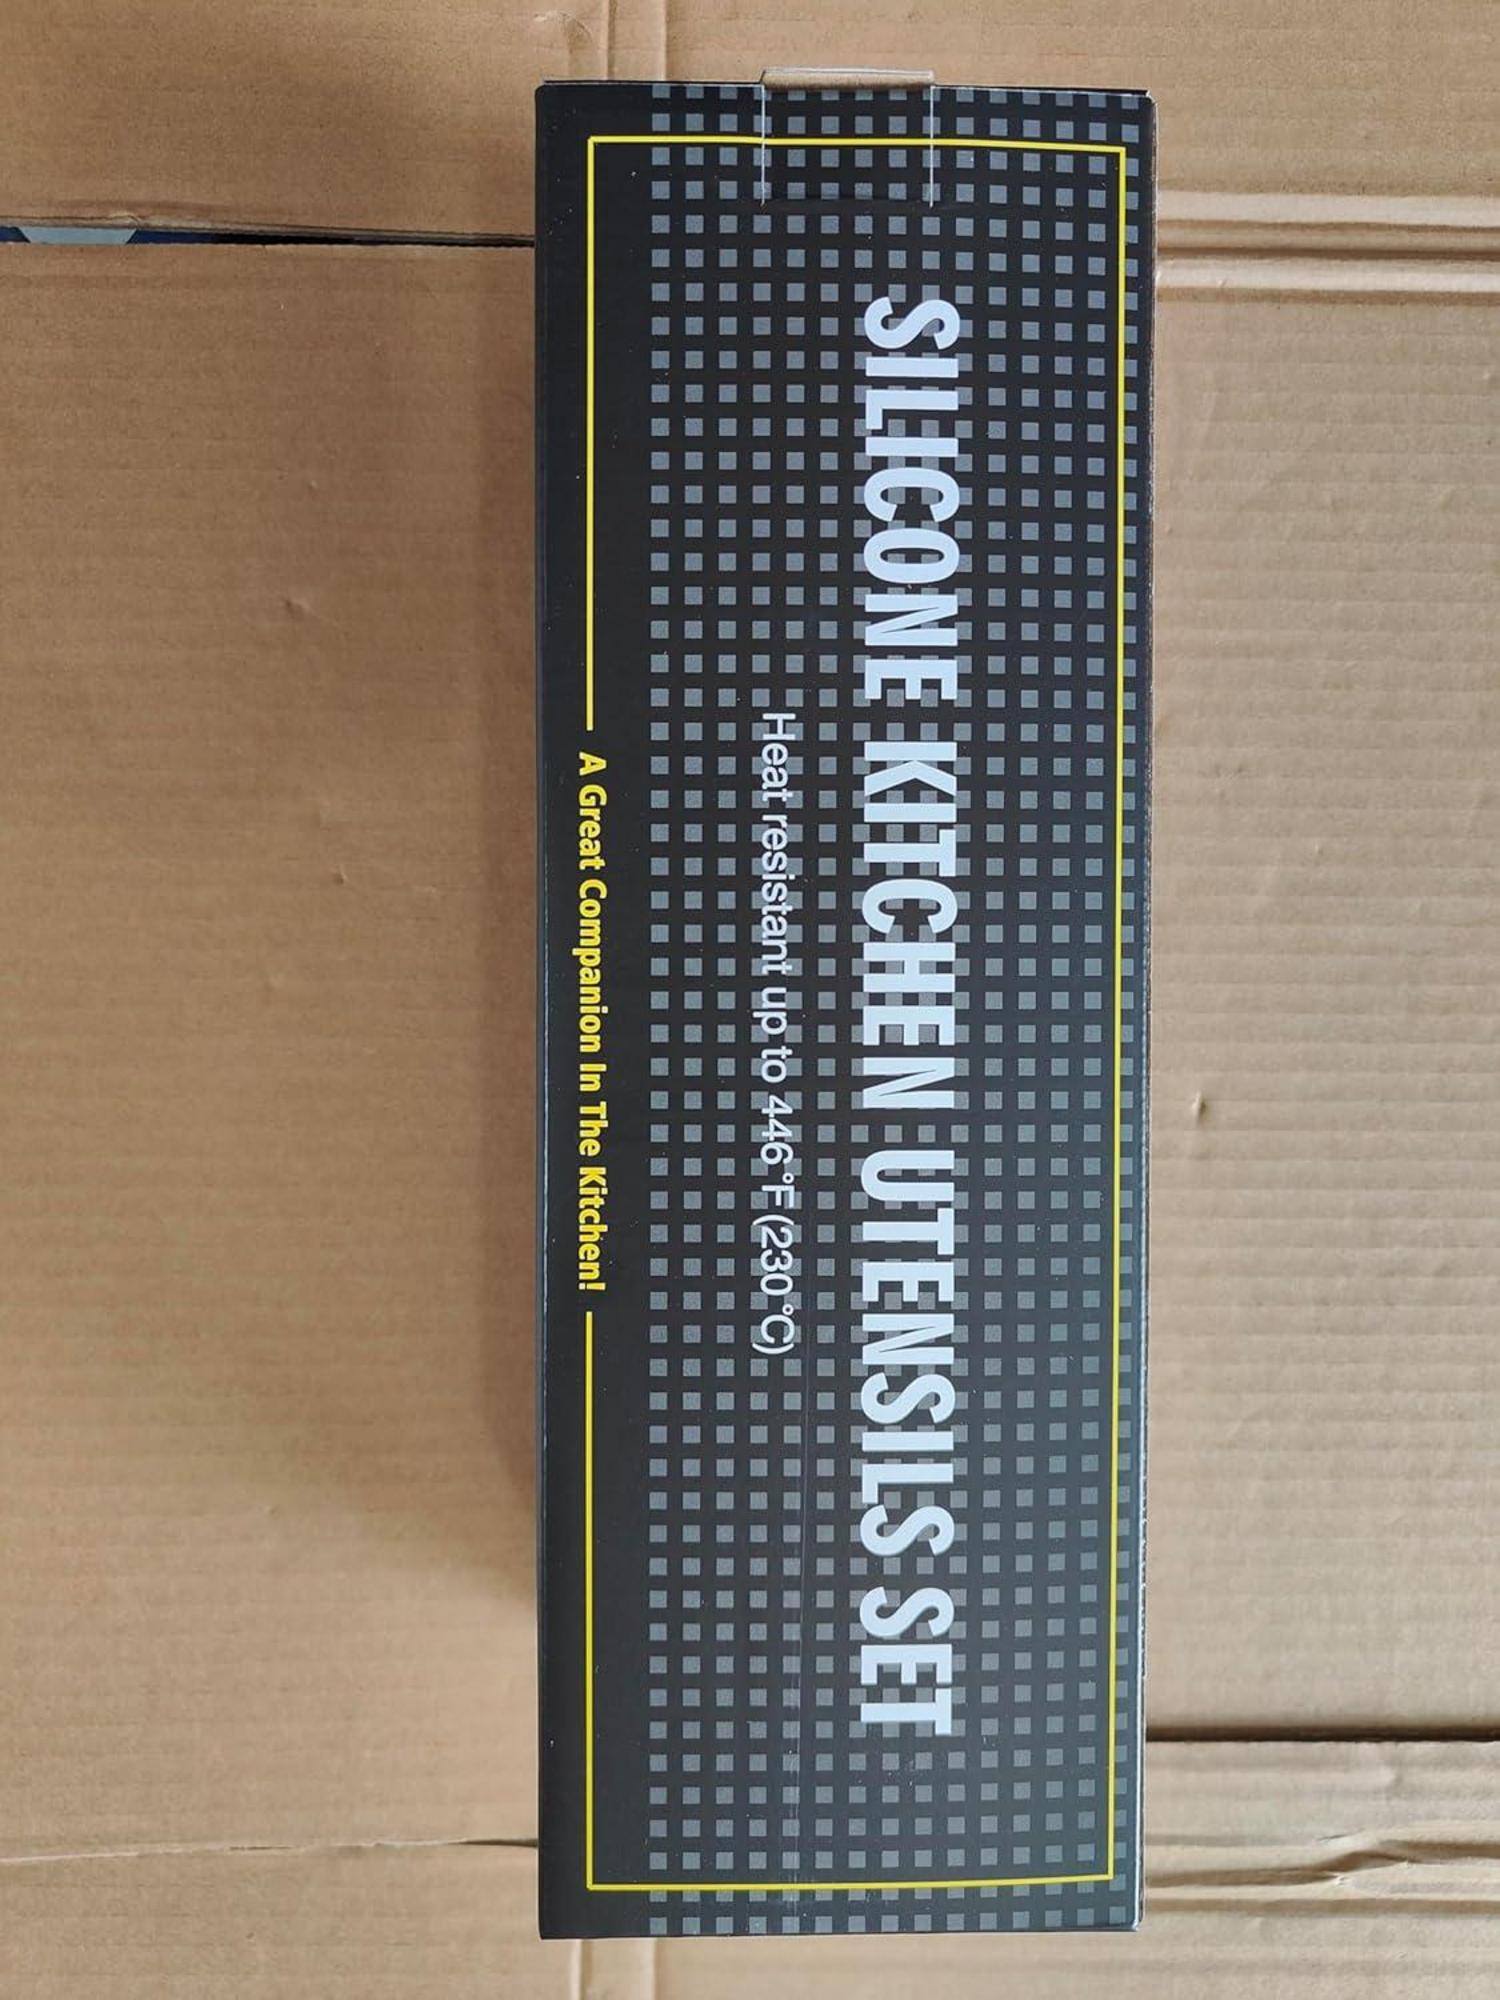 SILICONE KITCHEN UTENSILS SET
Heat resistant up to 446°F(230°C)
A Great Companion In The Kitchen!